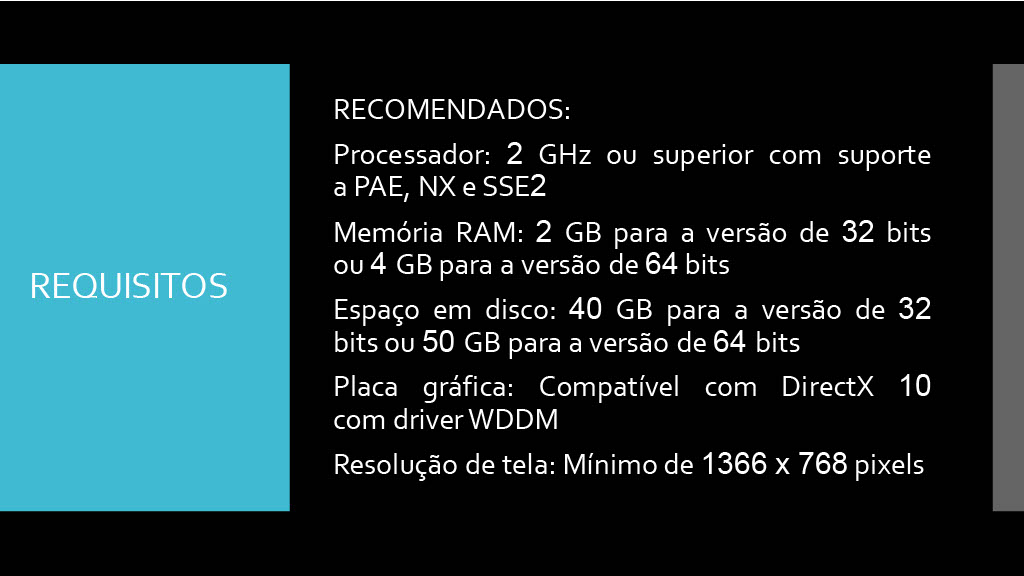 REQUISITOS
RECOMENDADOS:
Processador: 2 GHz ou superior com suporte
a PAE, NX e SSE2
Memória RAM: 2 GB para a versão de 32 bits
ou 4 GB para a versão de 64 bits
Espaço em disco: 40 GB para a versão de 32
bits ou 50 GB para a versão de 64 bits
Placa gráfica: Compatível com DirectX 10
com driver WDDM
Resolução de tela: Mínimo de 1366 x 768 pixels